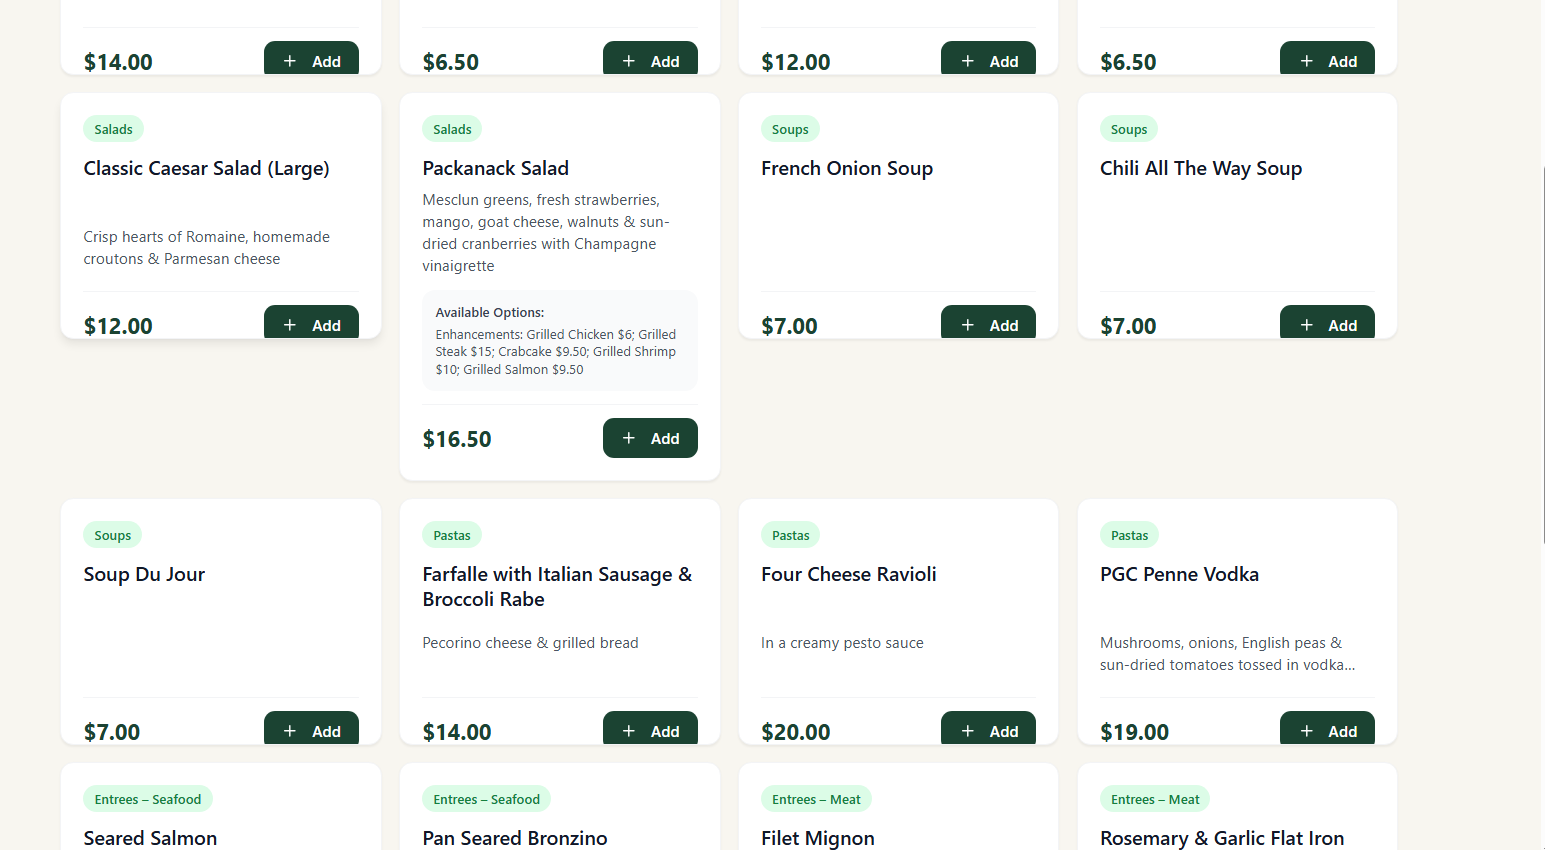 $14.00
+ Add
$6.50
+ Add
$12.00
+ Add
$6.50
+ Add
Salads
Classic Caesar Salad (Large)
Crisp hearts of Romaine, homemade
croutons & Parmesan cheese
$12.00
+ Add
Salads
Packanack Salad
Mesclun greens, fresh strawberries,
mango, goat cheese, walnuts & sun-
dried cranberries with Champagne
vinaigrette
Available Options:
Enhancements: Grilled Chicken $6; Grilled
Steak $15; Crabcake $9.50; Grilled Shrimp
$10; Grilled Salmon $9.50
$16.50
+ Add
Soups
French Onion Soup
$7.00
+ Add
Soups
Chili All The Way Soup
$7.00
+ Add
Soups
Soup Du Jour
$7.00
+ Add
Pastas
Farfalle with Italian Sausage &
Broccoli Rabe
Pecorino cheese & grilled bread
$14.00
+ Add
Pastas
Four Cheese Ravioli
In a creamy pesto sauce
$20.00
+ Add
Pastas
PGC Penne Vodka
Mushrooms, onions, English peas &
sun-dried tomatoes tossed in vodka...
$19.00
+ Add
Entrees – Seafood
Seared Salmon
Entrees – Seafood
Pan Seared Bronzino
Entrees – Meat
Filet Mignon
Entrees – Meat
Rosemary & Garlic Flat Iron